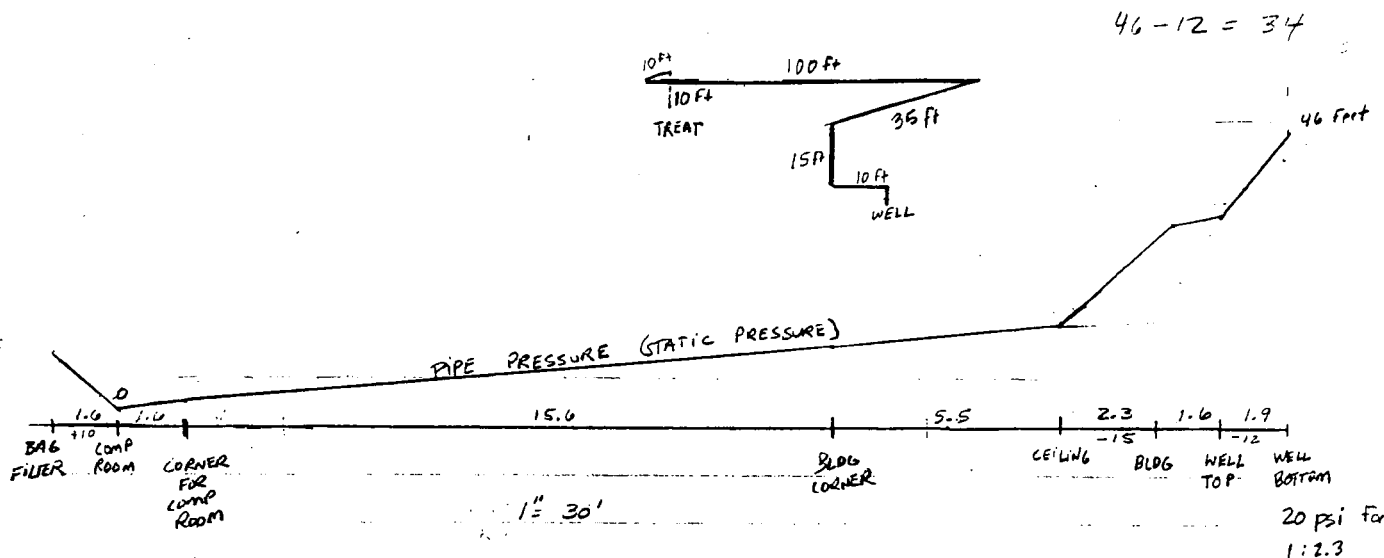 46 - 12 = 34
10 Ft
100 ft
10 Ft
TREAT
35 ft
15 Ft
10 Ft
WELL
46 Feet
PIPE PRESSURE (STATIC PRESSURE)
0
1.6
1.6
15.6
5.5
2.3
1.6
1.9
+10
-15
-12
BAG FILTER
COMP ROOM
CORNER FOR COMP ROOM
BLDG CORNER
CEILING
BLDG
WELL TOP
WELL BOTTOM
1" = 30'
20 psi For
1:2.3